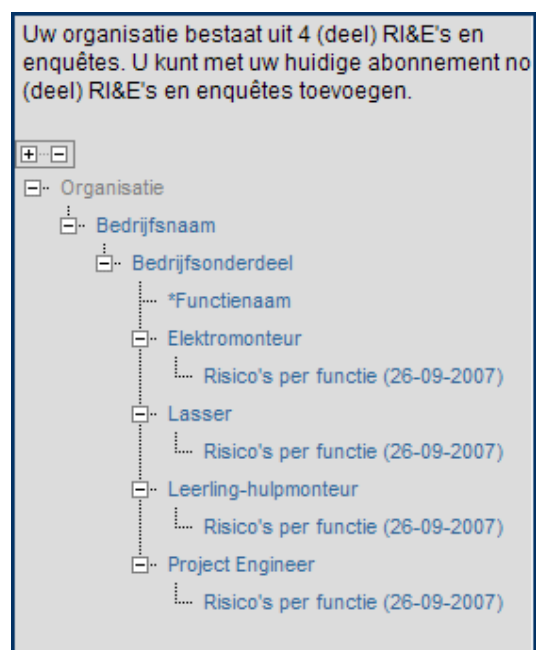 Uw organisatie bestaat uit 4 (deel) RI&E's en
enquêtes. U kunt met uw huidige abonnement no
(deel) RI&E's en enquêtes toevoegen.
Organisatie
Bedrijfsnaam
Bedrijfsonderdeel
*Functienaam
Elektromonteur
Risico's per functie (26-09-2007)
Lasser
Risico's per functie (26-09-2007)
Leerling-hulpmonteur
Risico's per functie (26-09-2007)
Project Engineer
Risico's per functie (26-09-2007)